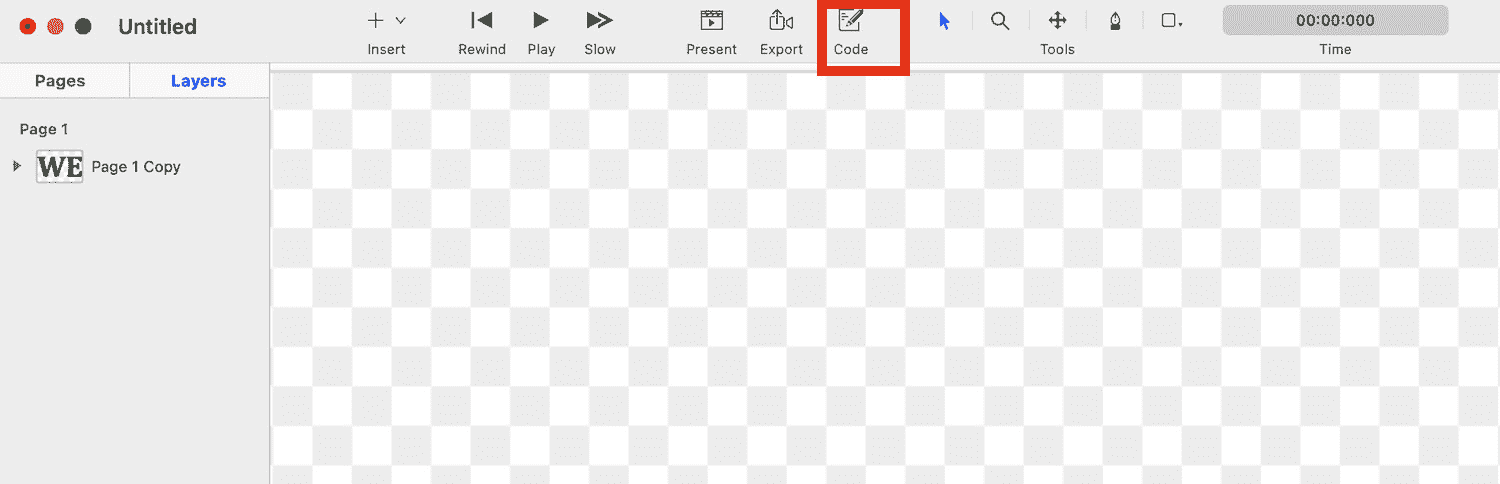 Untitled
00:00:000
Insert Rewind Play Slow Present Export Code Tools Time
Pages Layers
Page 1
WE Page 1 Copy